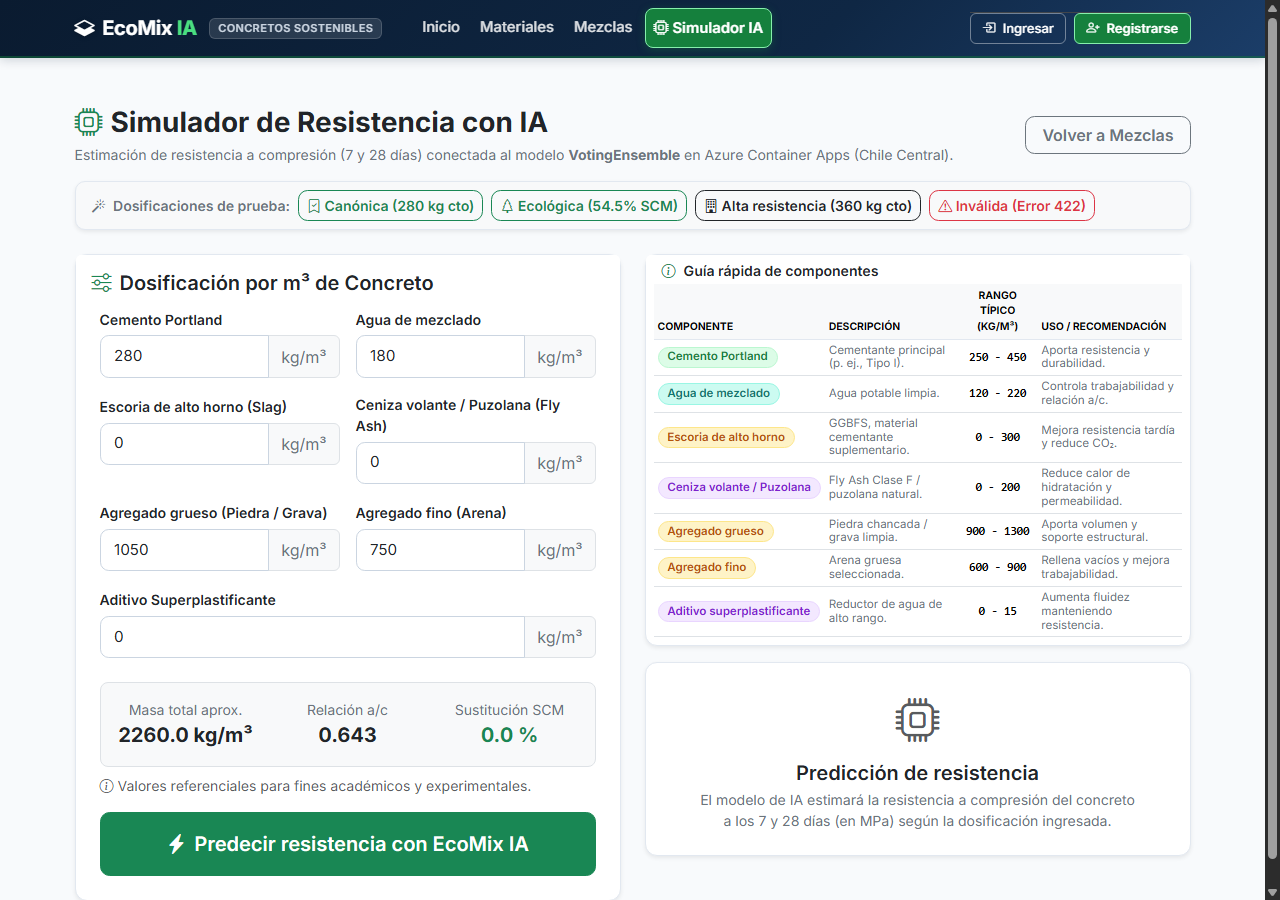 EcoMix IA
CONCRETOS SOSTENIBLES
Inicio
Materiales
Mezclas
Simulador IA
Ingresar
Registrarse
Simulador de Resistencia con IA
Estimación de resistencia a compresión (7 y 28 días) conectada al modelo VotingEnsemble en Azure Container Apps (Chile Central).
Volver a Mezclas
Dosificaciones de prueba:
Canónica (280 kg cto)
Ecológica (54.5% SCM)
Alta resistencia (360 kg cto)
Inválida (Error 422)
Dosificación por m³ de Concreto
Cemento Portland
280 kg/m³
Agua de mezclado
180 kg/m³
Escoria de alto horno (Slag)
0 kg/m³
Ceniza volante / Puzolana (Fly
Ash)
0 kg/m³
Agregado grueso (Piedra / Grava)
1050 kg/m³
Agregado fino (Arena)
750 kg/m³
Aditivo Superplastificante
0 kg/m³
Masa total aprox.
2260.0 kg/m³
Relación a/c
0.643
Sustitución SCM
0.0 %
Valores referenciales para fines académicos y experimentales.
Predecir resistencia con EcoMix IA
Guía rápida de componentes
COMPONENTE
DESCRIPCIÓN
RANGO
TÍPICO
(KG/M³)
USO / RECOMENDACIÓN
Cemento Portland
Cementante principal
(p. ej., Tipo I).
250 - 450
Aporta resistencia y
durabilidad.
Agua de mezclado
Agua potable limpia.
120 - 220
Controla trabajabilidad y
relación a/c.
Escoria de alto horno
GGBFS, material
cementante
suplementario.
0 - 300
Mejora resistencia tardía
y reduce CO₂.
Ceniza volante / Puzolana
Fly Ash Clase F /
puzolana natural.
0 - 200
Reduce calor de
hidratación y
permeabilidad.
Agregado grueso
Piedra chancada /
grava limpia.
900 - 1300
Aporta volumen y
soporte estructural.
Agregado fino
Arena gruesa
seleccionada.
600 - 900
Rellena vacíos y mejora
trabajabilidad.
Aditivo superplastificante
Reductor de agua de
alto rango.
0 - 15
Aumenta fluidez
manteniendo
resistencia.
Predicción de resistencia
El modelo de IA estimará la resistencia a compresión del concreto
a los 7 y 28 días (en MPa) según la dosificación ingresada.